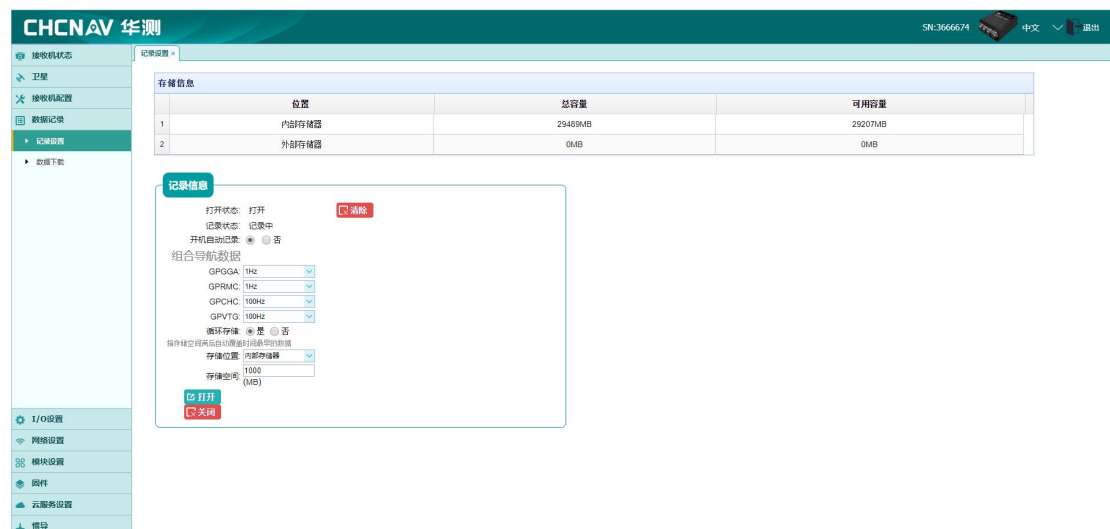 CHCNAV 华测
SN:3666674 中文 退出
接收机状态
卫星
接收机配置
数据记录
记录设置
数据下载
I/O设置
网络设置
模块设置
固件
云服务设置
惯导
记录设置 ×
存储信息
位置 总容量 可用容量
1 内部存储器 29489MB 29207MB
2 外部存储器 0MB 0MB
记录信息
打开状态: 打开 清除
记录状态: 记录中
开机自动记录: 否
组合导航数据
GPGGA: 1Hz
GPRMC: 1Hz
GPCHC: 100Hz
GPVTG: 100Hz
循环存储: 是 否
指存储空间满后自动覆盖时间最早的数据
存储位置: 内部存储器
存储空间: 1000
(MB)
打开
关闭